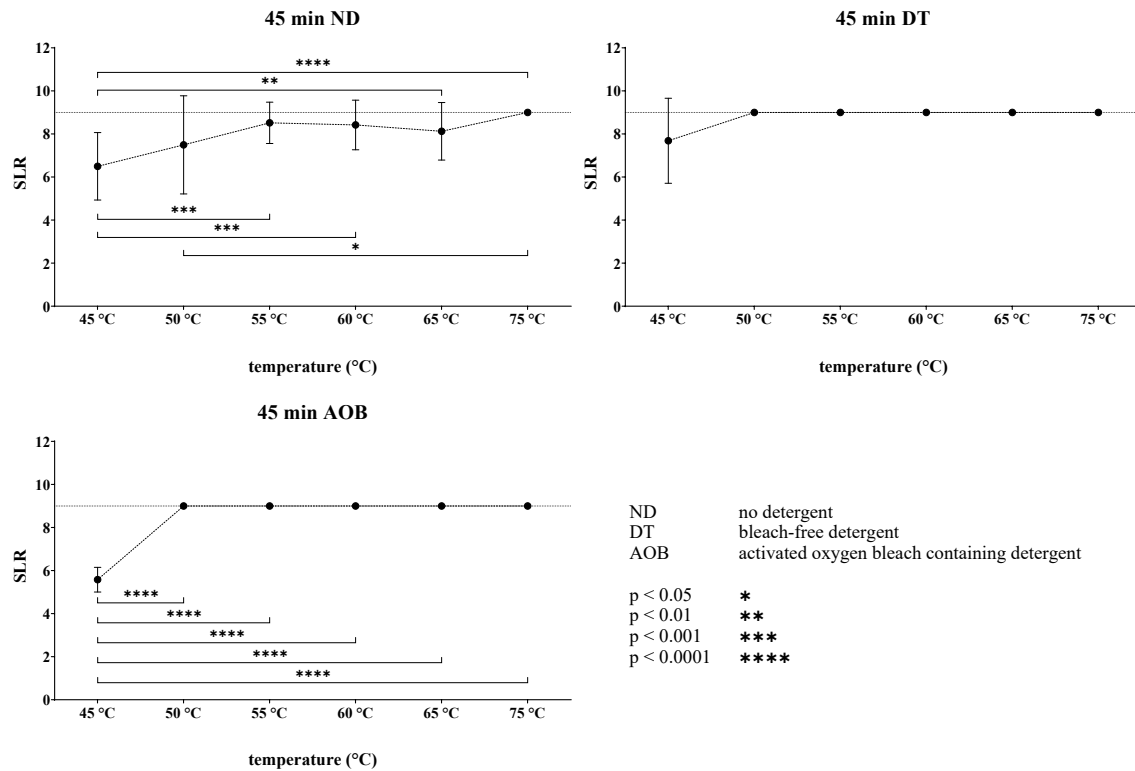 45 min ND
12
10
8
6
4
2
0
SLR
****
**
***
***
*
45 °C 50 °C 55 °C 60 °C 65 °C 75 °C
temperature (°C)
45 min DT
12
10
8
6
4
2
0
SLR
45 °C 50 °C 55 °C 60 °C 65 °C 75 °C
temperature (°C)
45 min AOB
12
10
8
6
4
2
0
SLR
****
****
****
****
****
45 °C 50 °C 55 °C 60 °C 65 °C 75 °C
temperature (°C)
ND no detergent
DT bleach-free detergent
AOB activated oxygen bleach containing detergent
p < 0.05 *
p < 0.01 **
p < 0.001 ***
p < 0.0001 ****